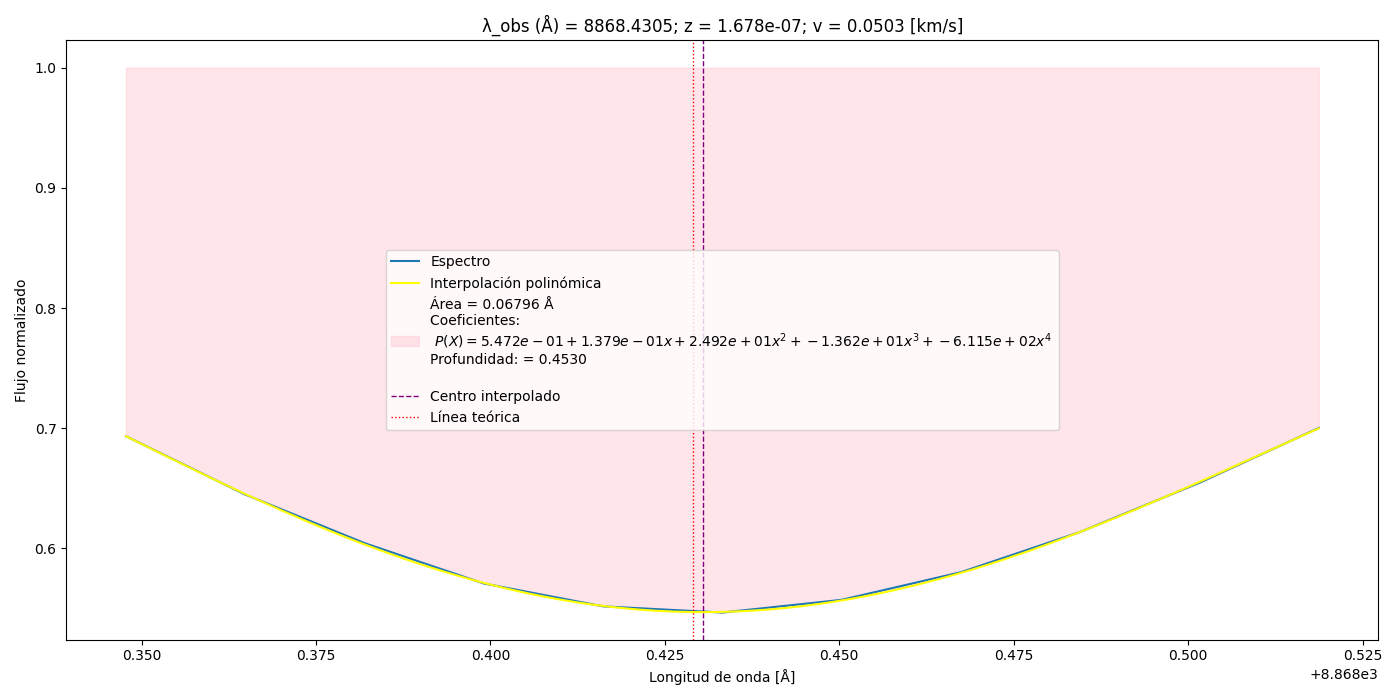 λ_obs (Å) = 8868.4305; z = 1.678e-07; v = 0.0503 [km/s]
1.0
0.9
0.8
0.7
0.6
Flujo normalizado
Espectro
Interpolación polinómica
Área = 0.06796 Å
Coeficientes:
P(X) = 5.472e − 01 + 1.379e − 01x + 2.492e + 01x² + −1.362e + 01x³ + −6.115e + 02x⁴
Profundidad: = 0.4530
Centro interpolado
Línea teórica
0.350 0.375 0.400 0.425 0.450 0.475 0.500 0.525
+8.868e3
Longitud de onda [Å]